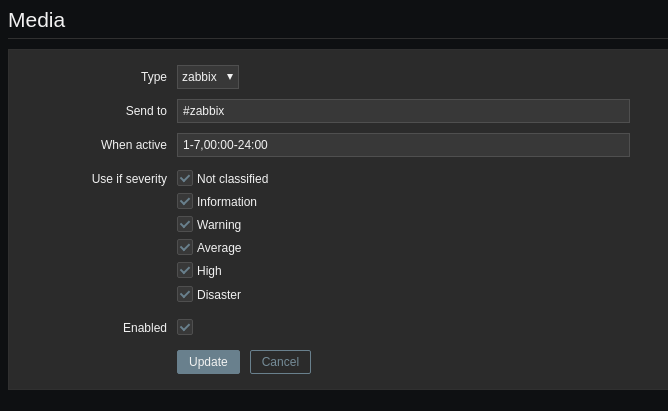 Media
Type zabbix
Send to #zabbix
When active 1-7,00:00-24:00
Use if severity Not classified
Information
Warning
Average
High
Disaster
Enabled
Update Cancel